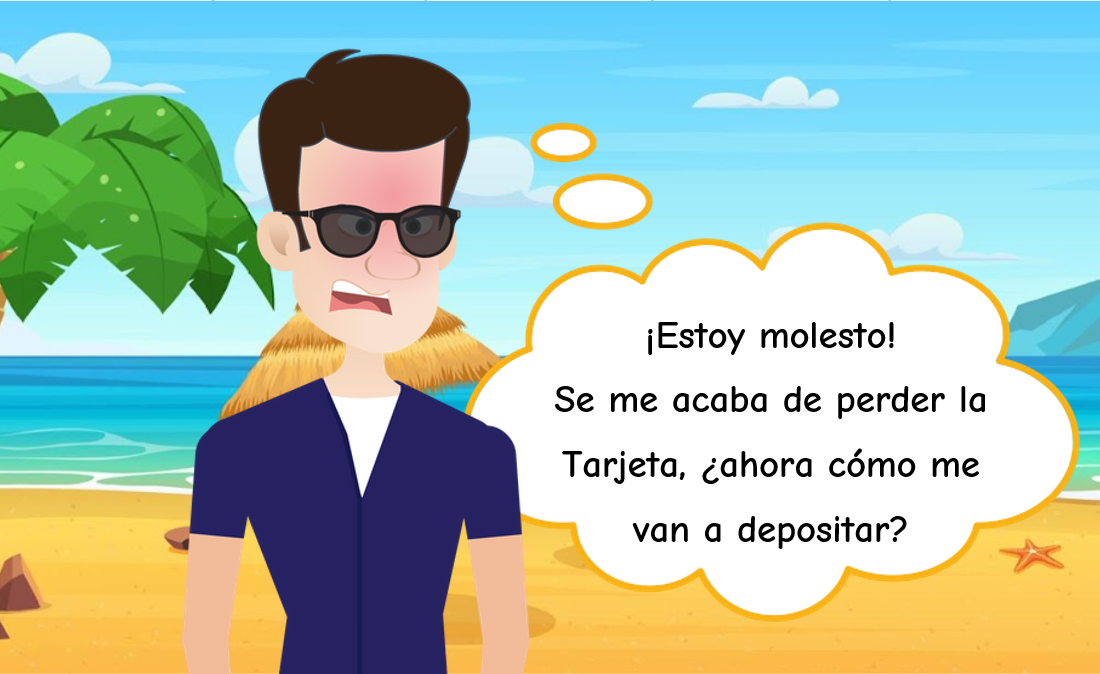 ¡Estoy molesto!
Se me acaba de perder la
Tarjeta, ¿ahora cómo me
van a depositar?